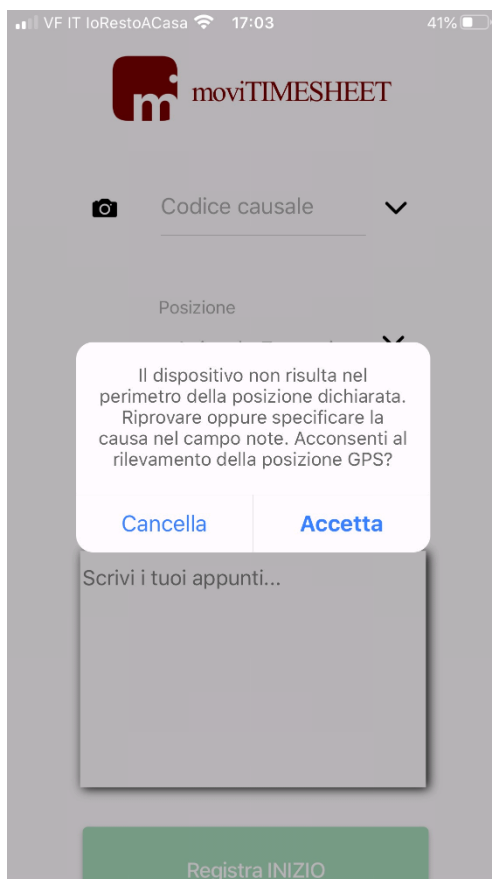 VF IT IoRestoACasa 17:03 41%
m moviTIMESHEET
Codice causale
Posizione
Il dispositivo non risulta nel
perimetro della posizione dichiarata.
Riprovare oppure specificare la
causa nel campo note. Acconsenti al
rilevamento della posizione GPS?
Cancella Accetta
Scrivi i tuoi appunti...
Registra INIZIO